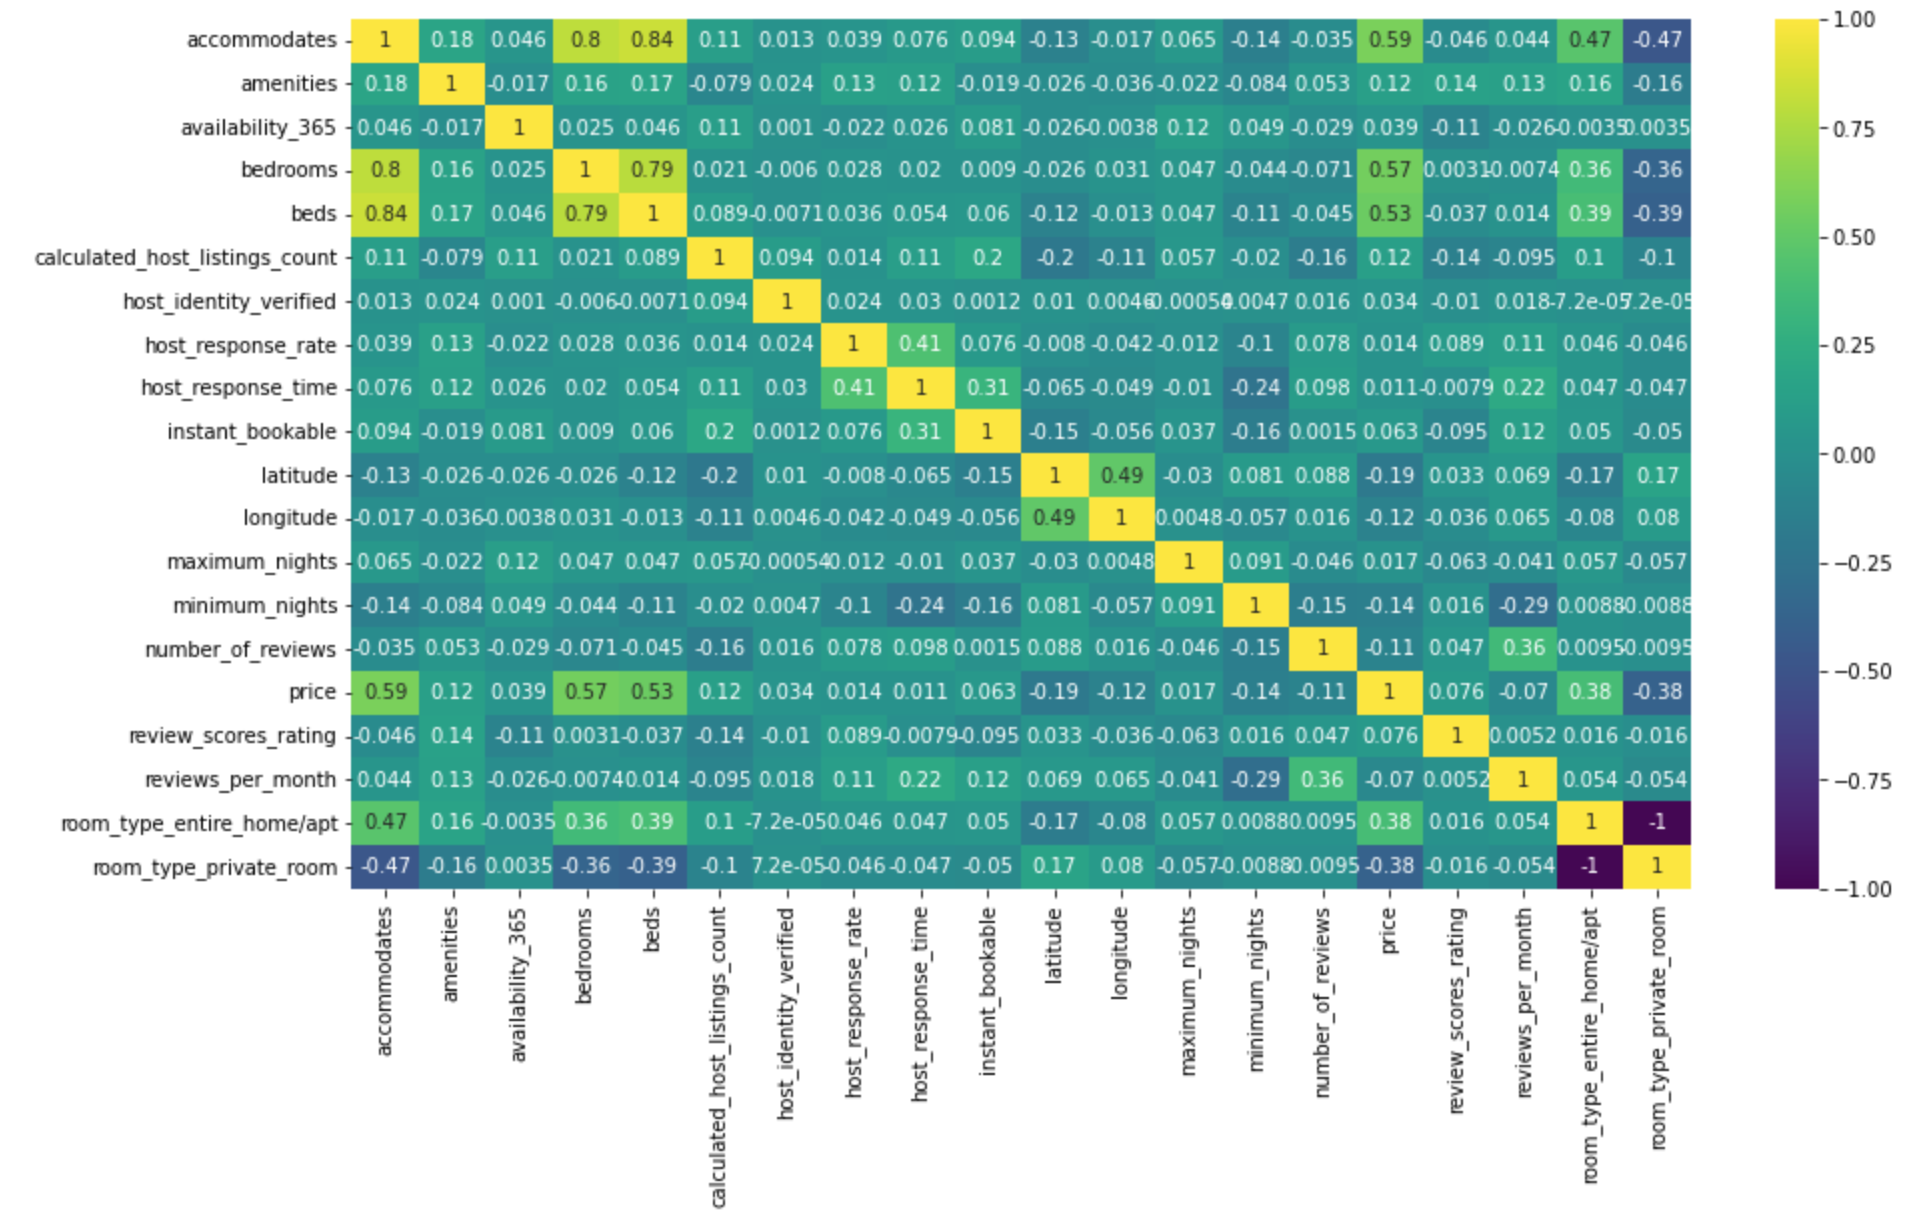 accommodates 1 0.18 0.046 0.8 0.84 0.11 0.013 0.039 0.076 0.094 -0.13 -0.017 0.065 -0.14 -0.035 0.59 -0.046 0.044 0.47 -0.47
amenities 0.18 1 -0.017 0.16 0.17 -0.079 0.024 0.13 0.12 -0.019 -0.026 -0.036 -0.022 -0.084 0.053 0.12 0.14 0.13 0.16 -0.16
availability_365 0.046 -0.017 1 0.025 0.046 0.11 0.001 -0.022 0.026 0.081 -0.026 -0.0038 0.12 0.049 -0.029 0.039 -0.11 -0.026 -0.0035 0.0035
bedrooms 0.8 0.16 0.025 1 0.79 0.021 -0.006 0.028 0.02 0.009 -0.026 0.031 0.047 -0.044 -0.071 0.57 0.0031 -0.0074 0.36 -0.36
beds 0.84 0.17 0.046 0.79 1 0.089 -0.0071 0.036 0.054 0.06 -0.12 -0.013 0.047 -0.11 -0.045 0.53 -0.037 0.014 0.39 -0.39
calculated_host_listings_count 0.11 -0.079 0.11 0.021 0.089 1 0.094 0.014 0.11 0.2 -0.2 -0.11 0.057 -0.02 -0.16 0.12 -0.14 -0.095 0.1 -0.1
host_identity_verified 0.013 0.024 0.001 -0.006 -0.0071 0.094 1 0.024 0.03 0.0012 0.01 0.0046 -0.00054 0.0047 0.016 0.034 -0.01 0.018 -7.2e-05 7.2e-05
host_response_rate 0.039 0.13 -0.022 0.028 0.036 0.014 0.024 1 0.41 0.076 -0.008 -0.042 -0.012 -0.1 0.078 0.014 0.089 0.11 0.046 -0.046
host_response_time 0.076 0.12 0.026 0.02 0.054 0.11 0.03 0.41 1 0.31 -0.065 -0.049 -0.01 -0.24 0.098 0.011 -0.0079 0.22 0.047 -0.047
instant_bookable 0.094 -0.019 0.081 0.009 0.06 0.2 0.0012 0.076 0.31 1 -0.15 -0.056 0.037 -0.16 0.0015 0.063 -0.095 0.12 0.05 -0.05
latitude -0.13 -0.026 -0.026 -0.026 -0.12 -0.2 0.01 -0.008 -0.065 -0.15 1 0.49 -0.03 0.081 0.088 -0.19 0.033 0.069 -0.17 0.17
longitude -0.017 -0.036 -0.0038 0.031 -0.013 -0.11 0.0046 -0.042 -0.049 -0.056 0.49 1 0.0048 -0.057 0.016 -0.12 -0.036 0.065 -0.08 0.08
maximum_nights 0.065 -0.022 0.12 0.047 0.047 0.057 -0.00054 -0.012 -0.01 0.037 -0.03 0.0048 1 0.091 -0.046 0.017 -0.063 -0.041 0.057 -0.057
minimum_nights -0.14 -0.084 0.049 -0.044 -0.11 -0.02 0.0047 -0.1 -0.24 -0.16 0.081 -0.057 0.091 1 -0.15 -0.14 0.016 -0.29 0.0088 -0.0088
number_of_reviews -0.035 0.053 -0.029 -0.071 -0.045 -0.16 0.016 0.078 0.098 0.0015 0.088 0.016 -0.046 -0.15 1 -0.11 0.047 0.36 0.0095 -0.0095
price 0.59 0.12 0.039 0.57 0.53 0.12 0.034 0.014 0.011 0.063 -0.19 -0.12 0.017 -0.14 -0.11 1 0.076 -0.07 0.38 -0.38
review_scores_rating -0.046 0.14 -0.11 0.0031 -0.037 -0.14 -0.01 0.089 -0.0079 -0.095 0.033 -0.036 -0.063 0.016 0.047 0.076 1 0.0052 0.016 -0.016
reviews_per_month 0.044 0.13 -0.026 -0.0074 0.014 -0.095 0.018 0.11 0.22 0.12 0.069 0.065 -0.041 -0.29 0.36 -0.07 0.0052 1 0.054 -0.054
room_type_entire_home/apt 0.47 0.16 -0.0035 0.36 0.39 0.1 -7.2e-05 0.046 0.047 0.05 -0.17 -0.08 0.057 0.0088 0.0095 0.38 0.016 0.054 1 -1
room_type_private_room -0.47 -0.16 0.0035 -0.36 -0.39 -0.1 7.2e-05 -0.046 -0.047 -0.05 0.17 0.08 -0.057 -0.0088 -0.0095 -0.38 -0.016 -0.054 -1 1
accommodates
amenities
availability_365
bedrooms
beds
calculated_host_listings_count
host_identity_verified
host_response_rate
host_response_time
instant_bookable
latitude
longitude
maximum_nights
minimum_nights
number_of_reviews
price
review_scores_rating
reviews_per_month
room_type_entire_home/apt
room_type_private_room
1.00
0.75
0.50
0.25
0.00
−0.25
−0.50
−0.75
−1.00